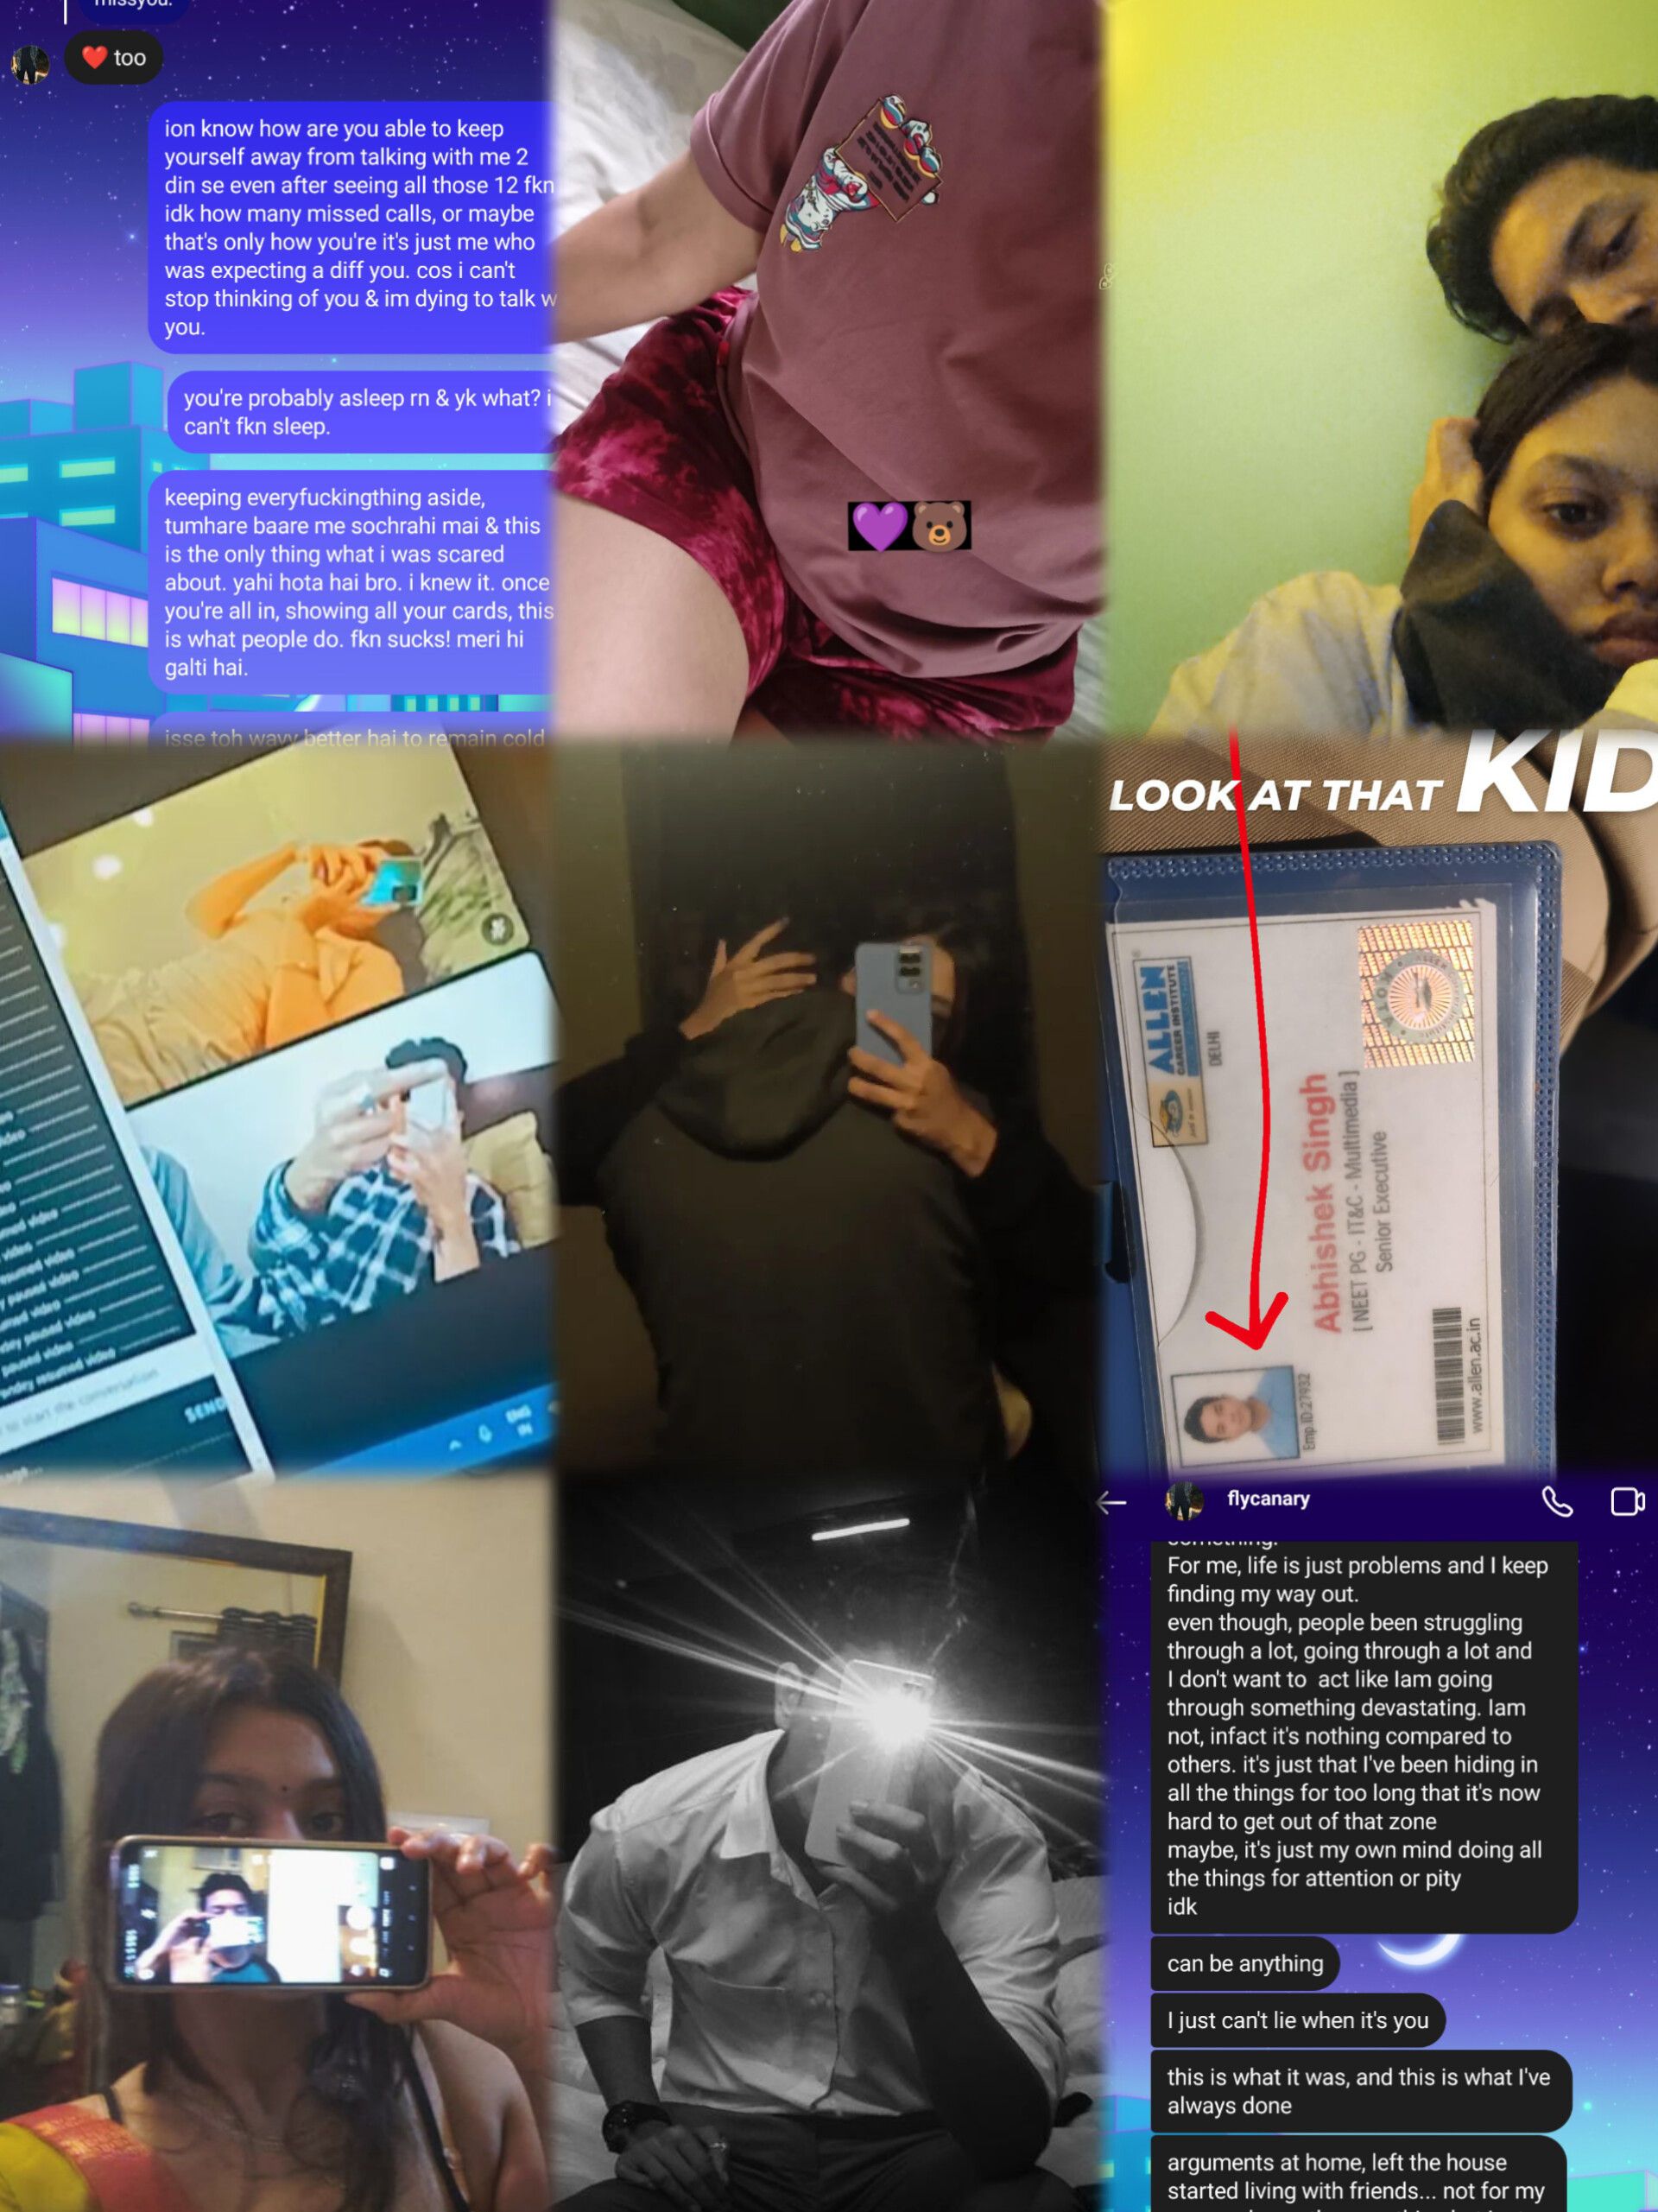 missyou.
❤️ too
ion know how are you able to keep
yourself away from talking with me 2
din se even after seeing all those 12 fkn
idk how many missed calls, or maybe
that's only how you're it's just me who
was expecting a diff you. cos i can't
stop thinking of you & im dying to talk w
you.
you're probably asleep rn & yk what? i
can't fkn sleep.
keeping everyfuckingthing aside,
tumhare baare me sochrahi mai & this
is the only thing what i was scared
about. yahi hota hai bro. i knew it. once
you're all in, showing all your cards, this
is what people do. fkn sucks! meri hi
galti hai.
isse toh wayy better hai to remain cold
💜🐻
paused video
resumed video
to start the conversation
SEND
ENG
IN
LOOK AT THAT KID
ALLEN
CAREER INSTITUTE
DELHI
Abhishek Singh
[ NEET PG - IT&C - Multimedia ]
Senior Executive
Emp.ID:27932
www.allen.ac.in
flycanary
something.
For me, life is just problems and I keep
finding my way out.
even though, people been struggling
through a lot, going through a lot and
I don't want to act like Iam going
through something devastating. Iam
not, infact it's nothing compared to
others. it's just that I've been hiding in
all the things for too long that it's now
hard to get out of that zone
maybe, it's just my own mind doing all
the things for attention or pity
idk
can be anything
I just can't lie when it's you
this is what it was, and this is what I've
always done
arguments at home, left the house
started living with friends... not for my